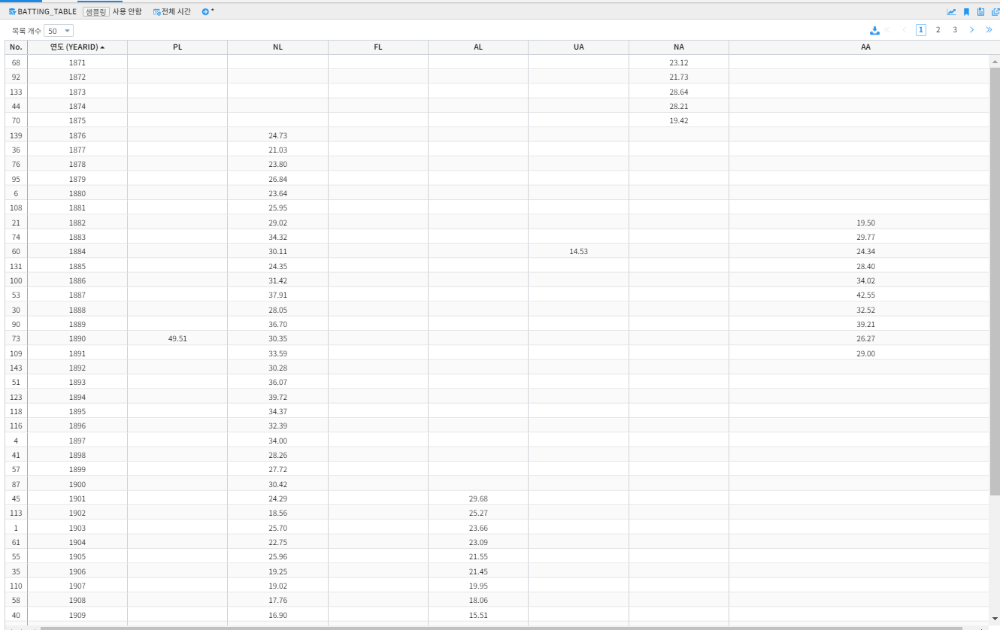 BATTING_TABLE 샘플링 사용 안함 전체 시간 *
목록 개수 50 1 2 3
No. 연도 (YEARID) PL NL FL AL UA NA AA
68 1871 23.12
92 1872 21.73
133 1873 28.64
44 1874 28.21
70 1875 19.42
139 1876 24.73
36 1877 21.03
76 1878 23.80
95 1879 26.84
6 1880 23.64
108 1881 25.95
21 1882 29.02 19.50
74 1883 34.32 29.77
60 1884 30.11 14.53 24.34
131 1885 24.35 28.40
100 1886 31.42 34.02
53 1887 37.91 42.55
30 1888 28.05 32.52
90 1889 36.70 39.21
73 1890 49.51 30.35 26.27
109 1891 33.59 29.00
143 1892 30.28
51 1893 36.07
123 1894 39.72
118 1895 34.37
116 1896 32.39
4 1897 34.00
41 1898 28.26
57 1899 27.72
87 1900 30.42
45 1901 24.29 29.68
113 1902 18.56 25.27
1 1903 25.70 23.66
61 1904 22.75 23.09
55 1905 25.96 21.55
35 1906 19.25 21.45
110 1907 19.02 19.95
58 1908 17.76 18.06
40 1909 16.90 15.51